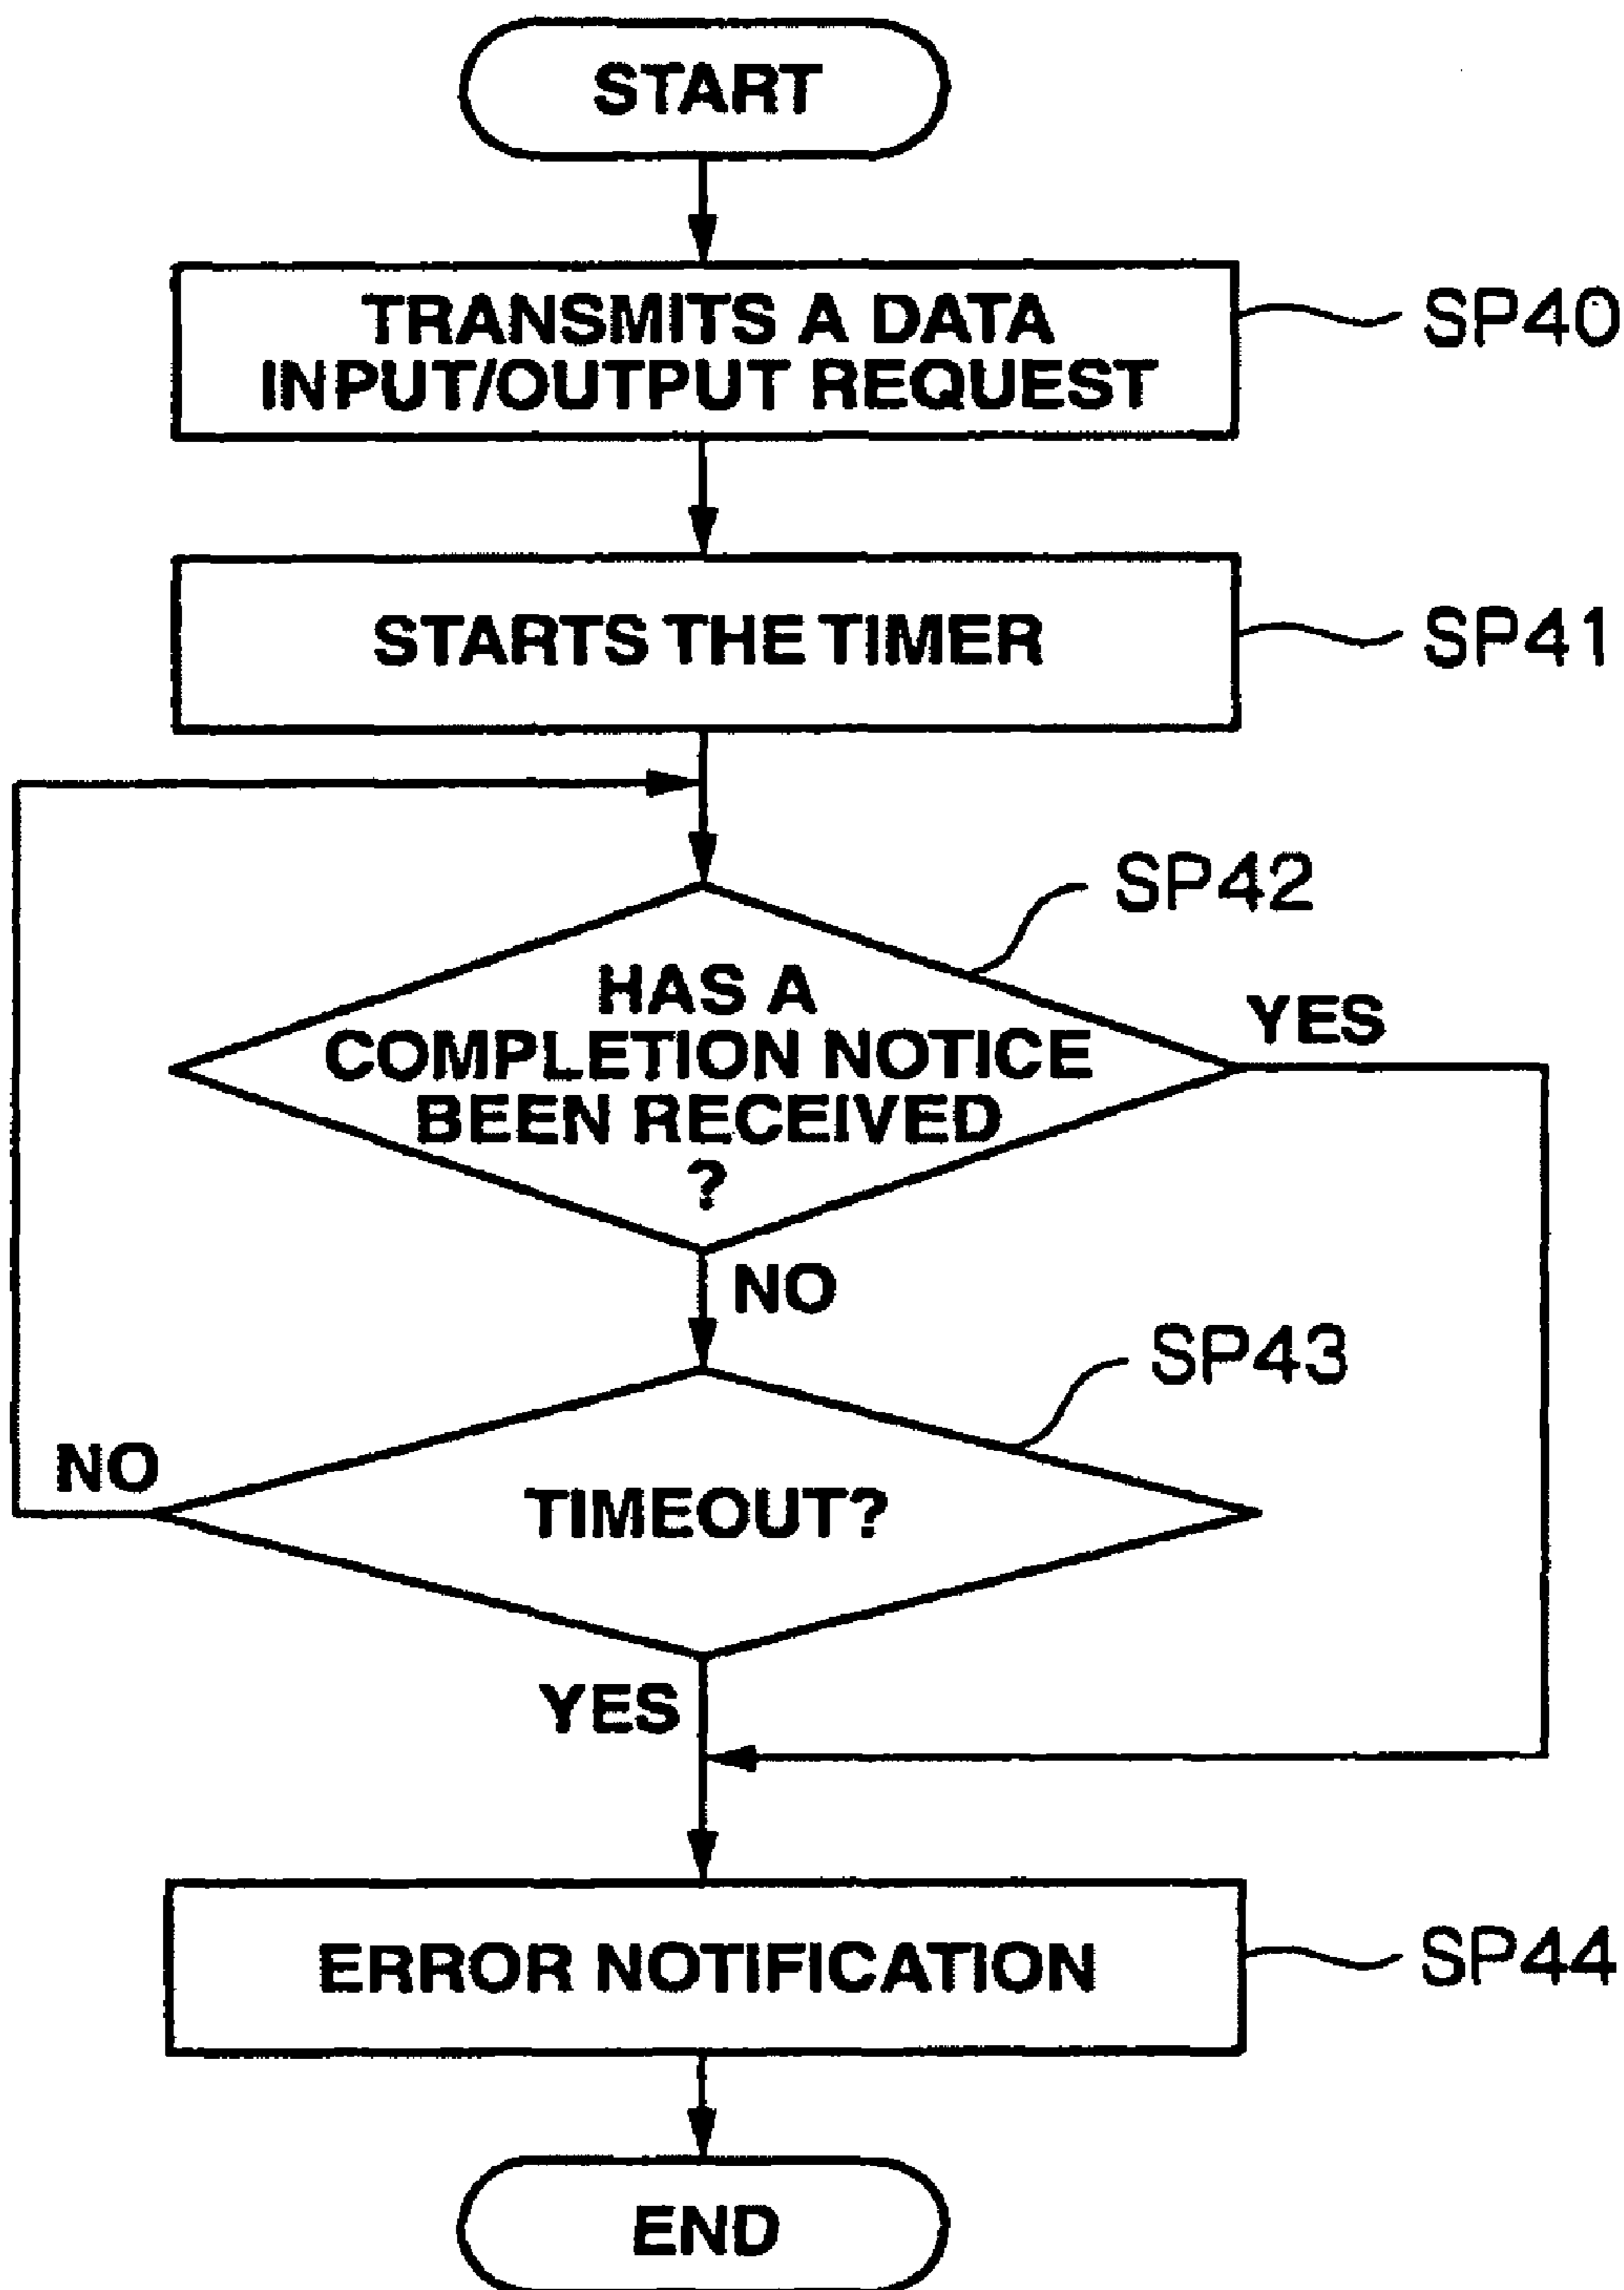 START
TRANSMITS A DATA
INPUT/OUTPUT REQUEST
SP40
STARTS THE TIMER
SP41
SP42
HAS A
COMPLETION NOTICE
BEEN RECEIVED
?
YES
NO
SP43
NO
TIMEOUT?
YES
ERROR NOTIFICATION
SP44
END